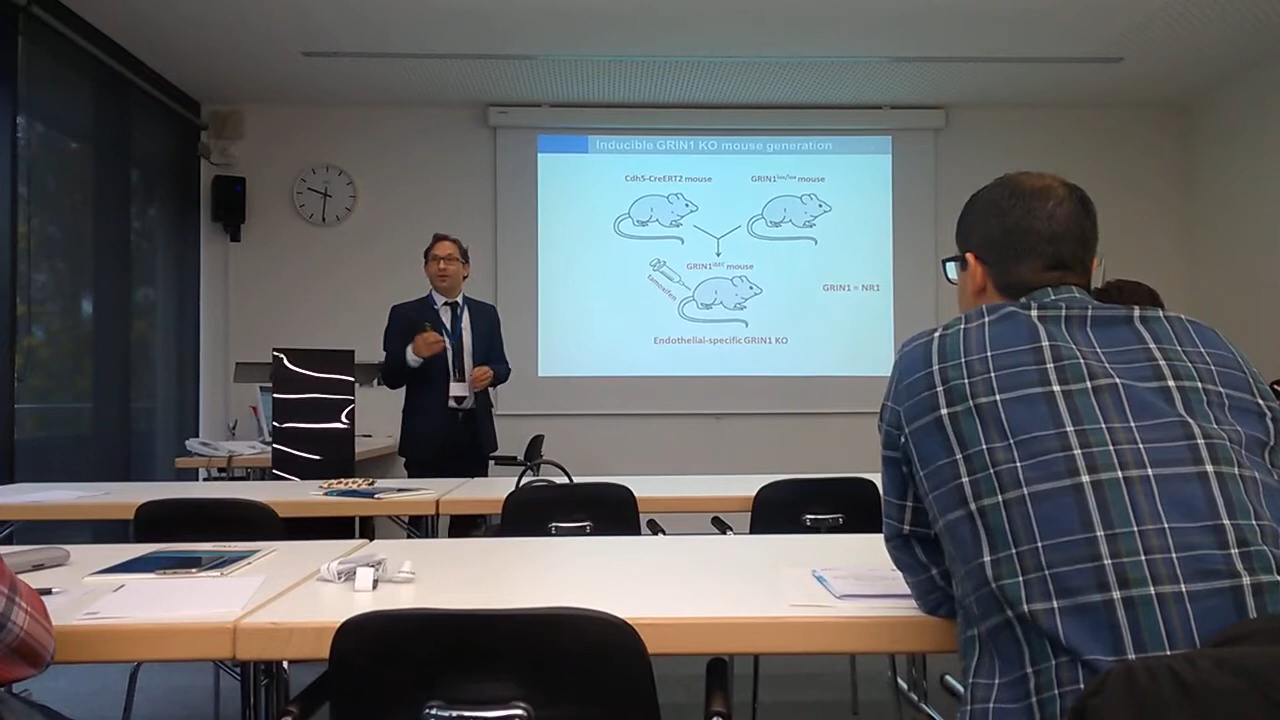 Inducible GRIN1 KO mouse generation
Cdh5-CreERT2 mouse
GRIN1lox/lox mouse
GRIN1iΔEC mouse
tamoxifen
GRIN1 = NR1
Endothelial-specific GRIN1 KO